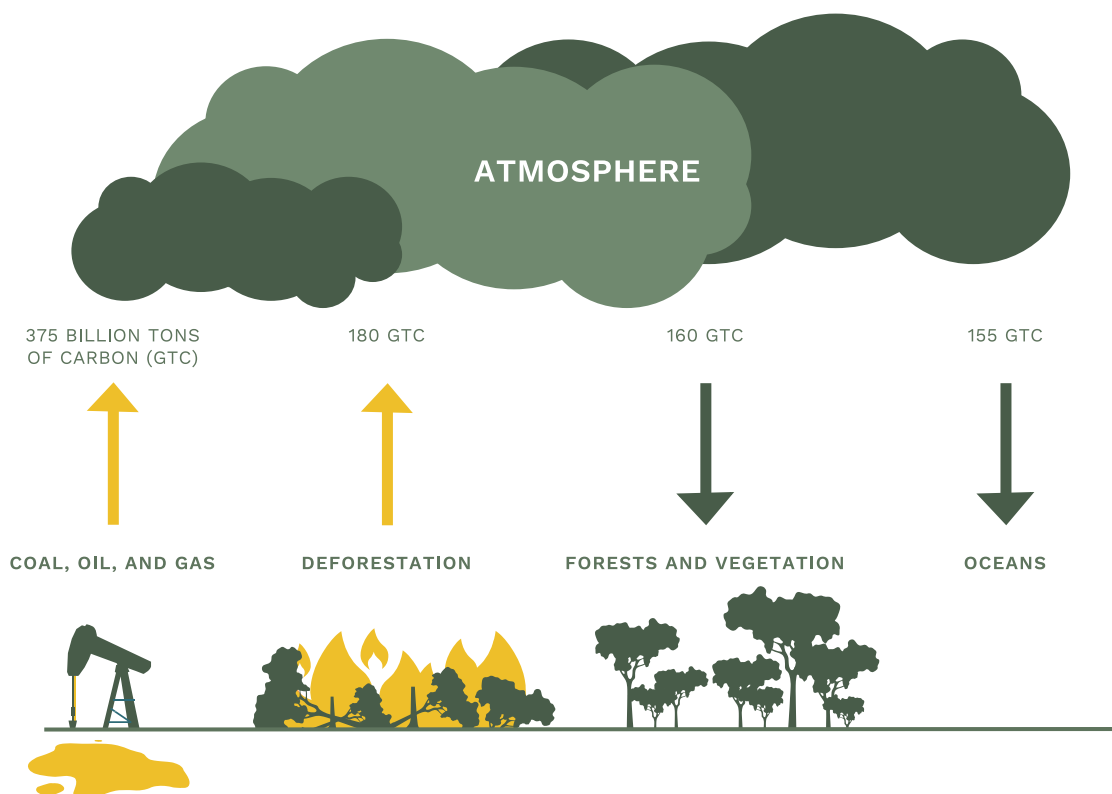 ATMOSPHERE
375 BILLION TONS
OF CARBON (GTC)
180 GTC
160 GTC
155 GTC
COAL, OIL, AND GAS
DEFORESTATION
FORESTS AND VEGETATION
OCEANS